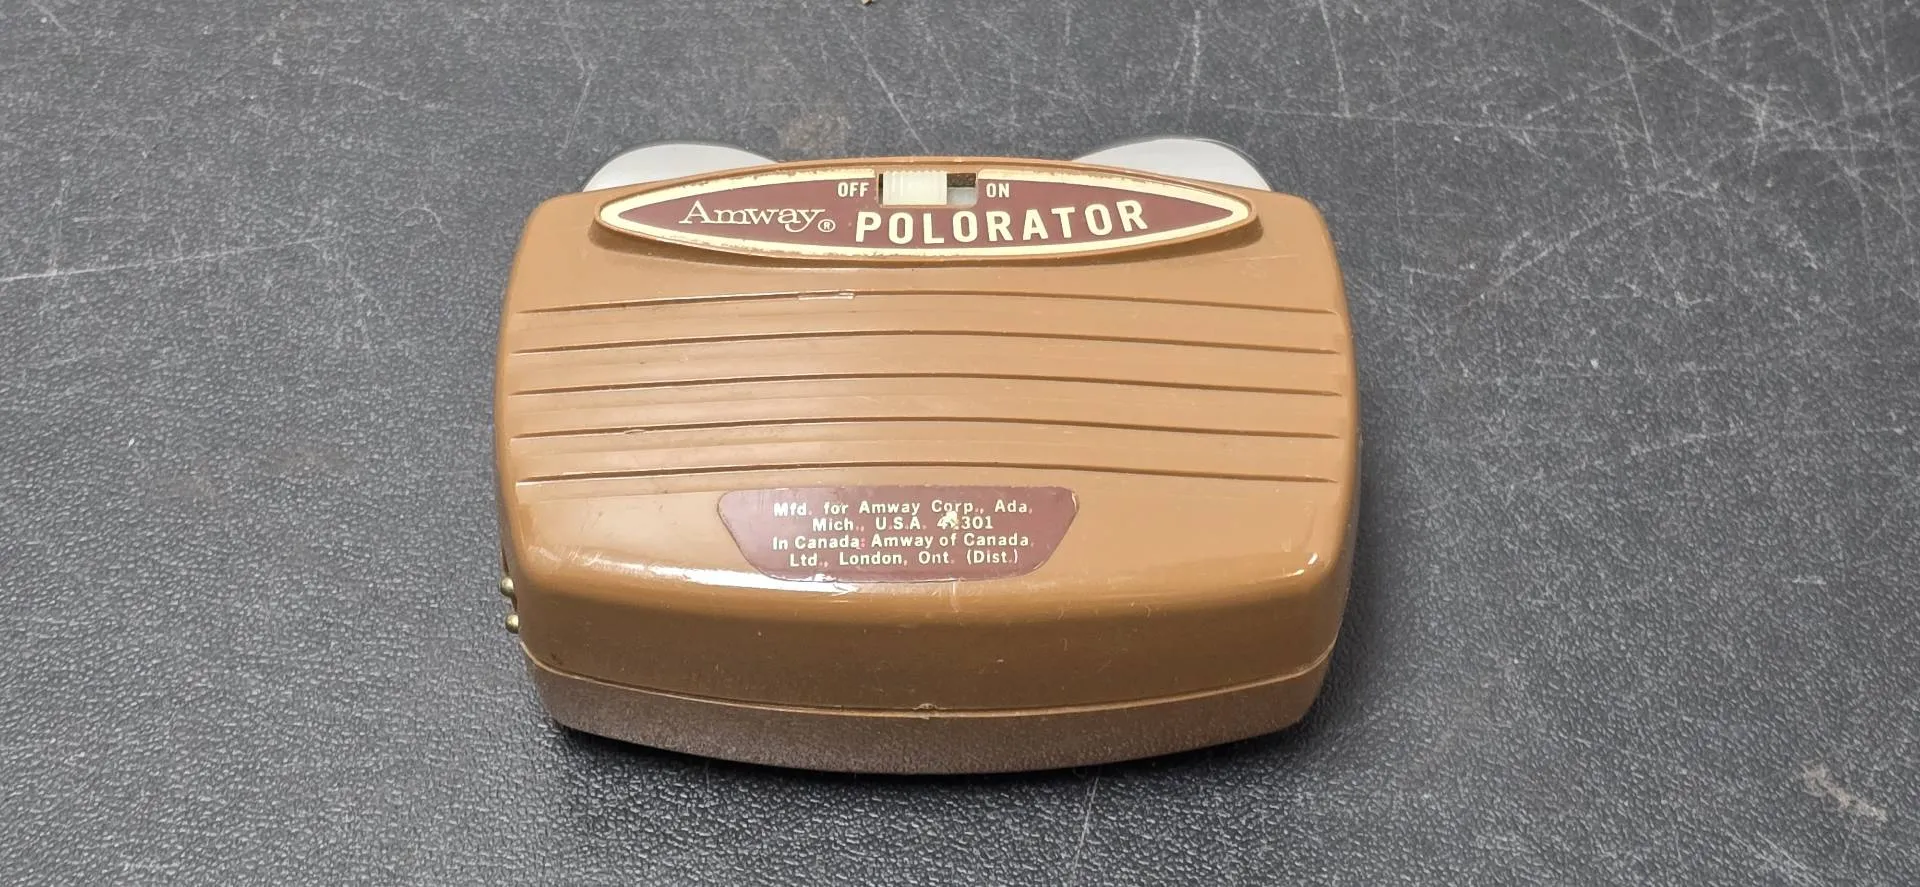 OFF ON
Amway® POLORATOR
Mfd. for Amway Corp., Ada,
Mich., U.S.A.
In Canada: Amway of Canada,
Ltd., London, Ont. (Dist.)